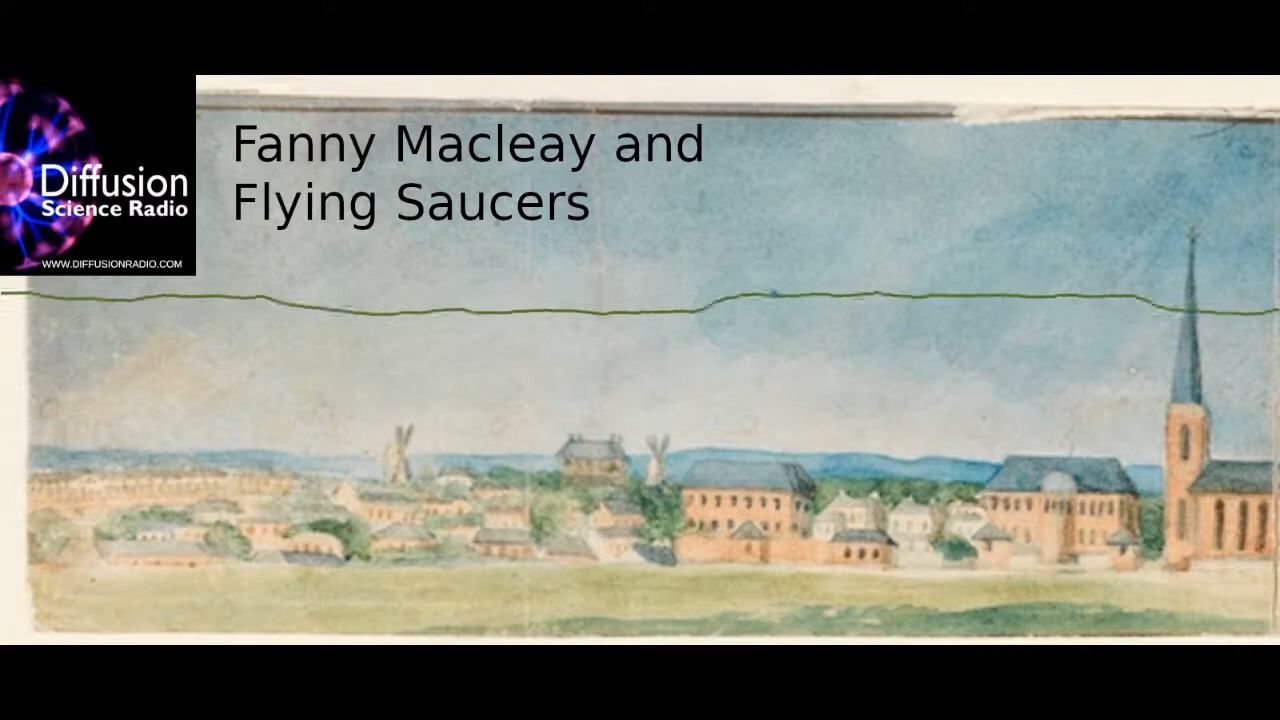 Fanny Macleay and
Flying Saucers
Diffusion
Science Radio
WWW.DIFFUSIONRADIO.COM